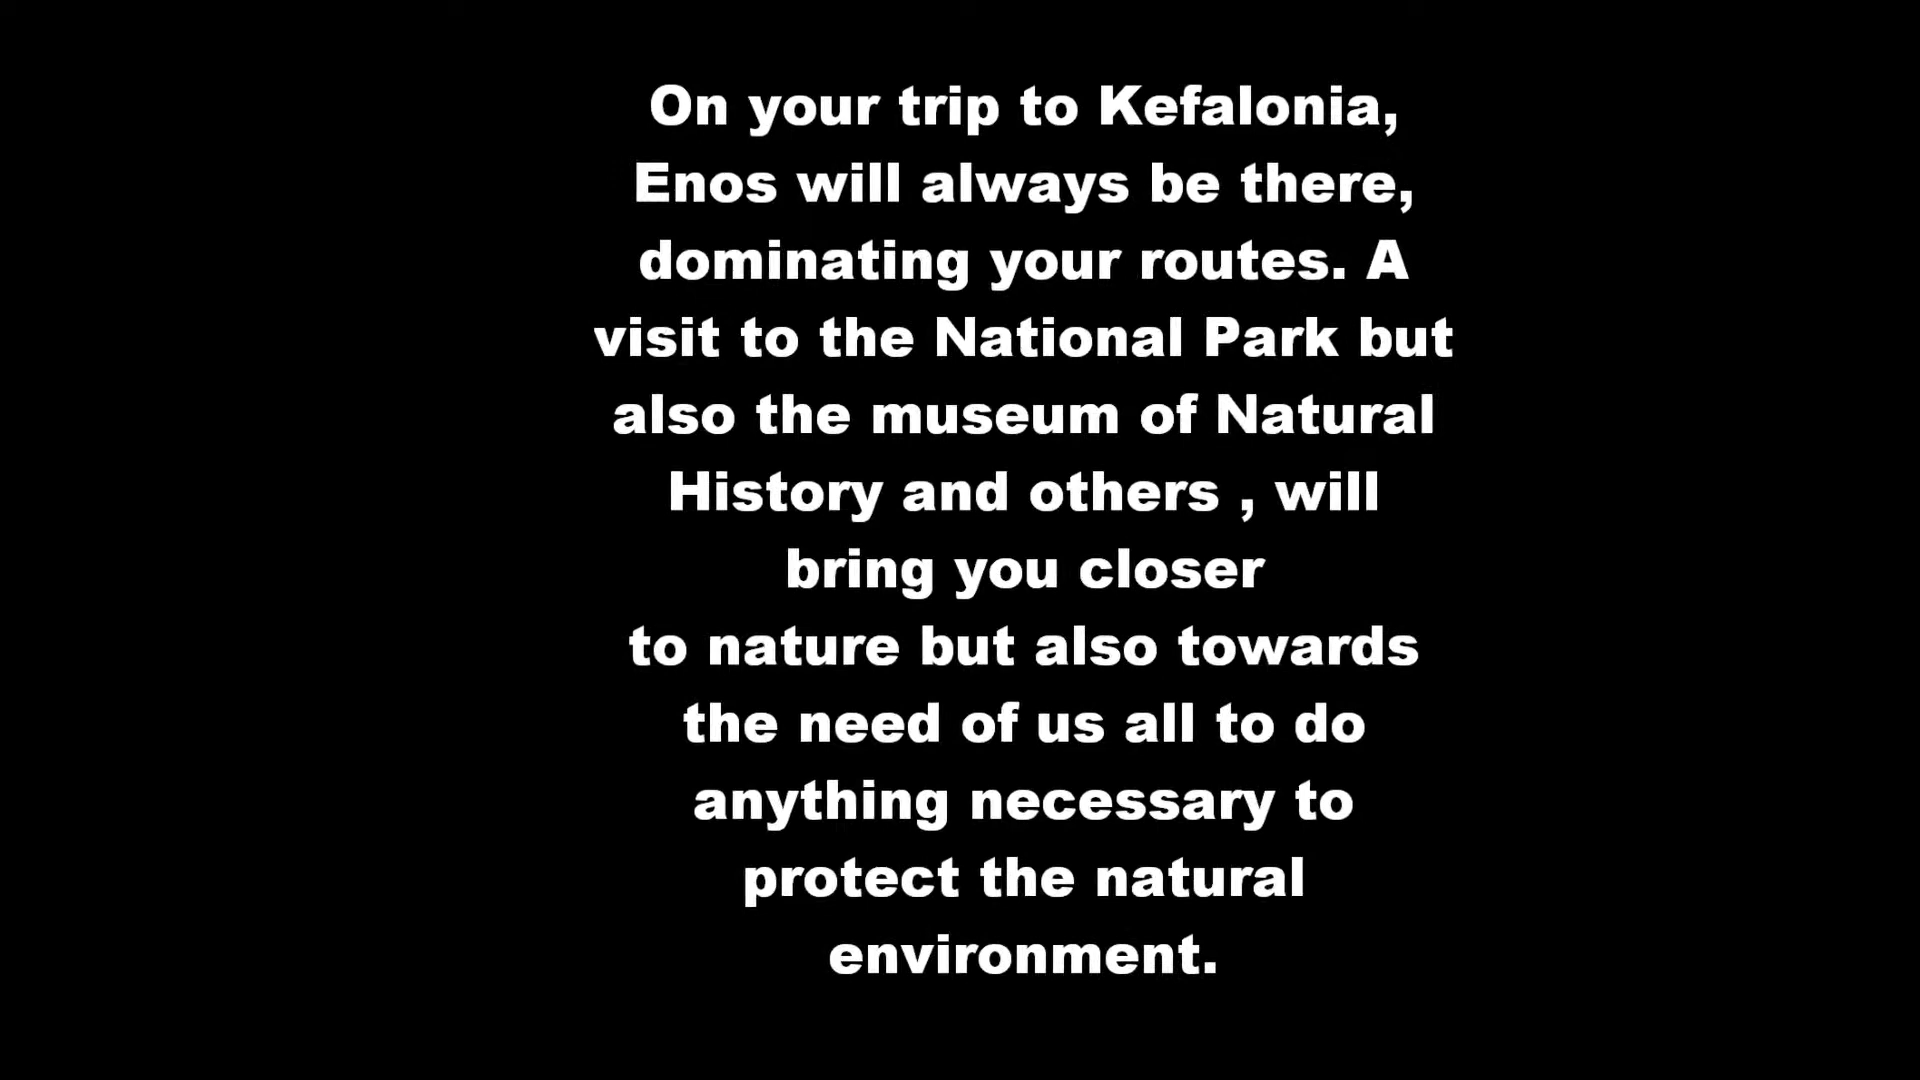 On your trip to Kefalonia,
Enos will always be there,
dominating your routes. A
visit to the National Park but
also the museum of Natural
History and others , will
bring you closer
to nature but also towards
the need of us all to do
anything necessary to
protect the natural
environment.